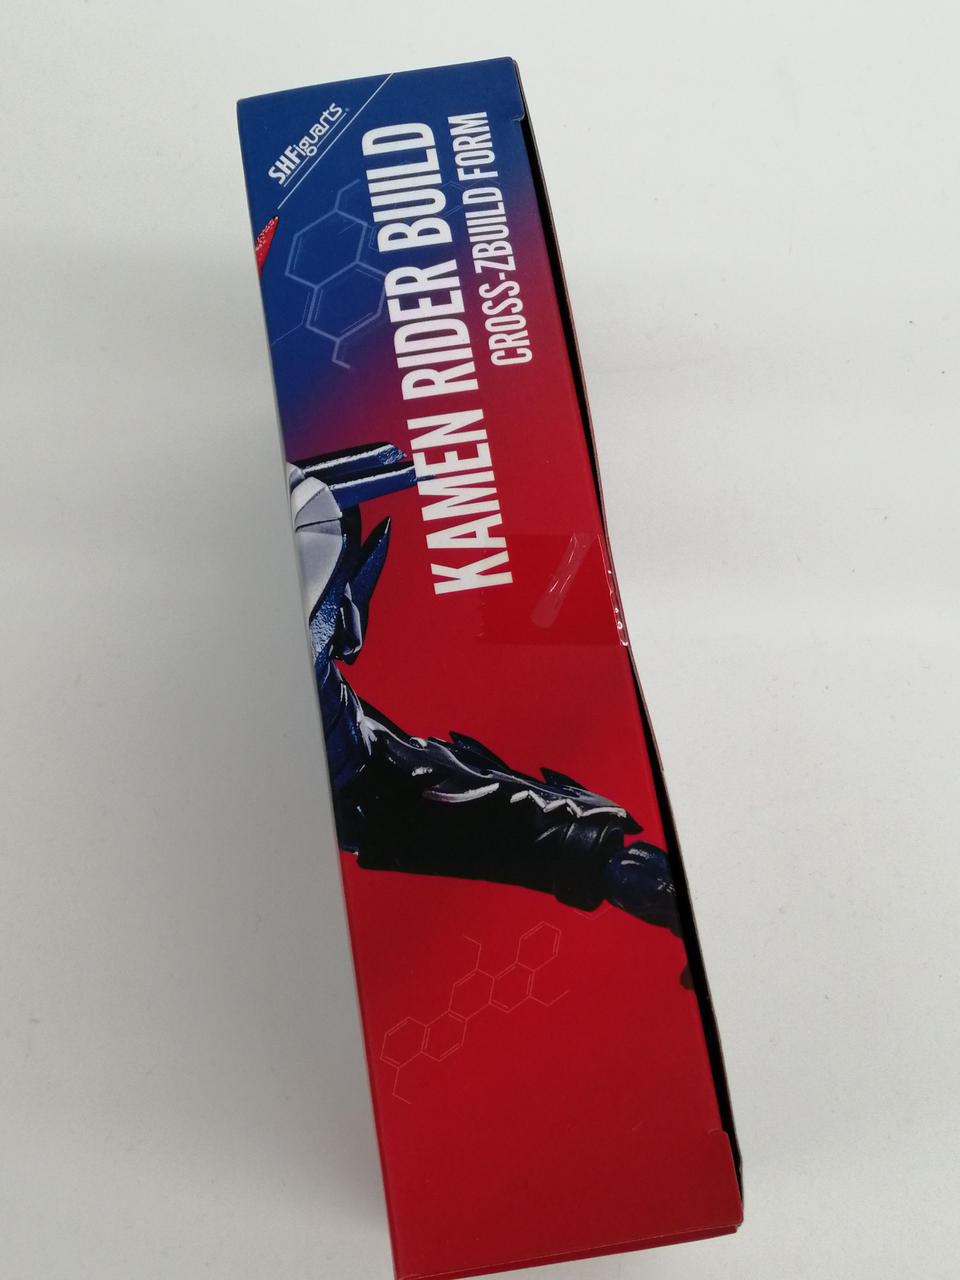 S.H.Figuarts
KAMEN RIDER BUILD
CROSS-ZBUILD FORM